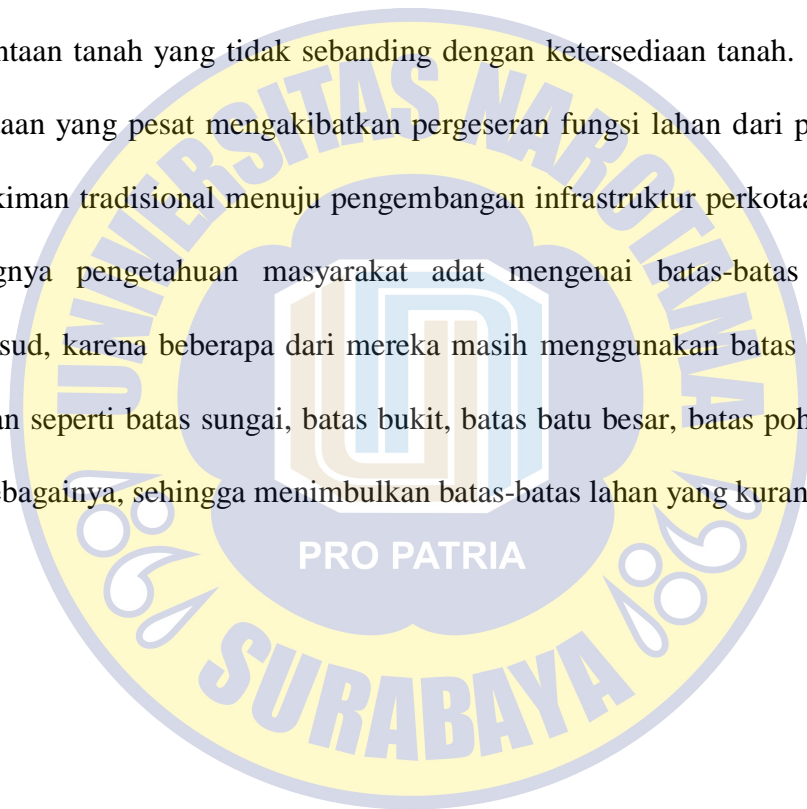 ntaan tanah yang tidak sebanding dengan ketersediaan tanah.
aan yang pesat mengakibatkan pergeseran fungsi lahan dari p
kiman tradisional menuju pengembangan infrastruktur perkotaa
gnya pengetahuan masyarakat adat mengenai batas-batas
sud, karena beberapa dari mereka masih menggunakan batas
an seperti batas sungai, batas bukit, batas batu besar, batas poh
ebagainya, sehingga menimbulkan batas-batas lahan yang kuran
UNIVERSITAS NAROTAMA
PRO PATRIA
SURABAYA